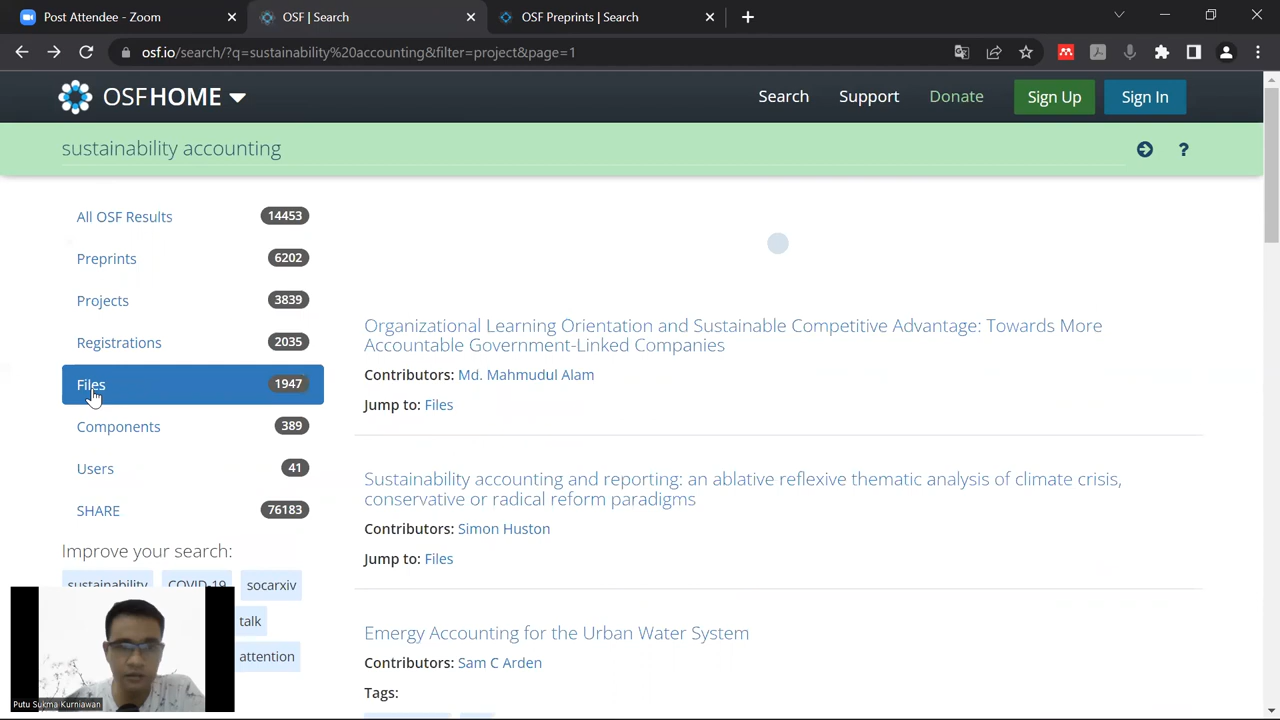 Post Attendee - Zoom
OSF | Search
OSF Preprints | Search
osf.io/search/?q=sustainability%20accounting&filter=project&page=1
OSFHOME
Search
Support
Donate
Sign Up
Sign In
sustainability accounting
?
All OSF Results 14453
Preprints 6202
Projects 3839
Registrations 2035
Files 1947
Components 389
Users 41
SHARE 76183
Improve your search:
sustainability COVID-19 socarxiv
talk
attention
Organizational Learning Orientation and Sustainable Competitive Advantage: Towards More
Accountable Government-Linked Companies
Contributors: Md. Mahmudul Alam
Jump to: Files
Sustainability accounting and reporting: an ablative reflexive thematic analysis of climate crisis,
conservative or radical reform paradigms
Contributors: Simon Huston
Jump to: Files
Emergy Accounting for the Urban Water System
Contributors: Sam C Arden
Tags:
Putu Sukma Kurniawan